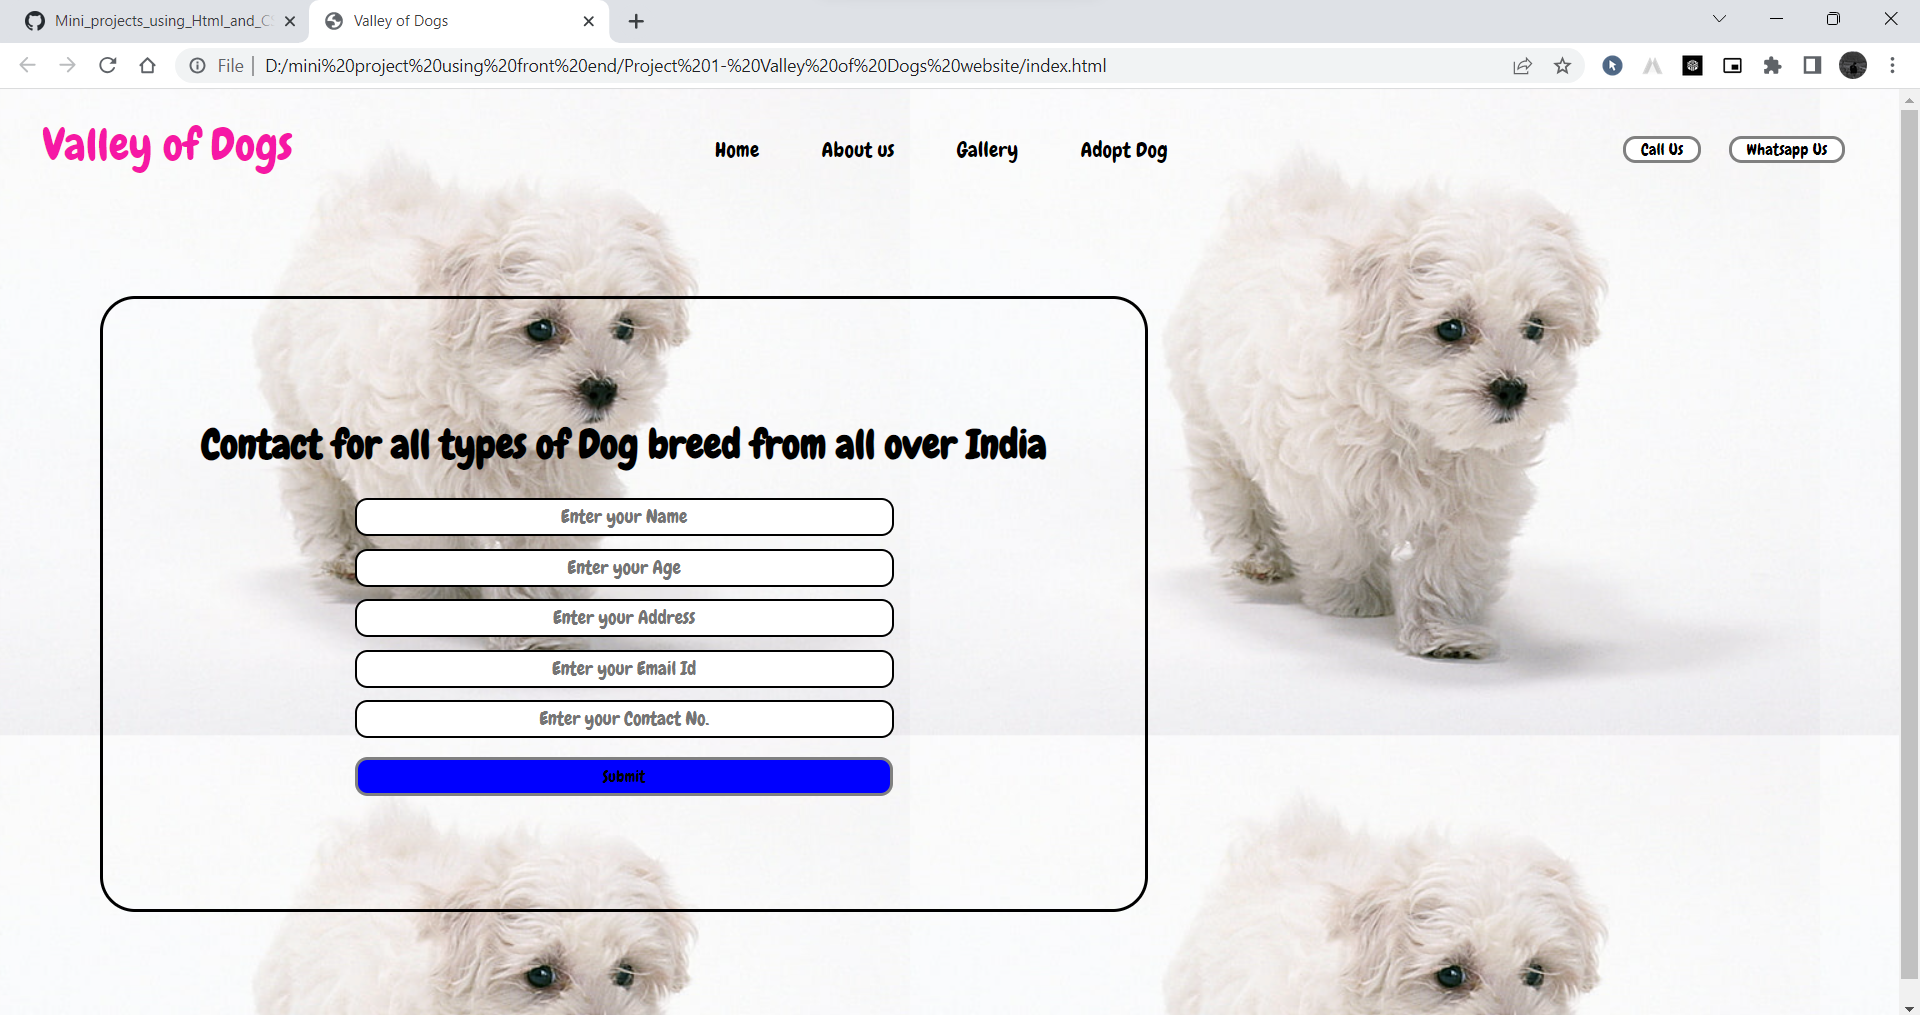 Mini_projects_using_Html_and_CS
Valley of Dogs
File
D:/mini%20project%20using%20front%20end/Project%201-%20Valley%20of%20Dogs%20website/index.html
Valley of Dogs
Home
About us
Gallery
Adopt Dog
Call Us
Whatsapp Us
Contact for all types of Dog breed from all over India
Enter your Name
Enter your Age
Enter your Address
Enter your Email Id
Enter your Contact No.
Submit